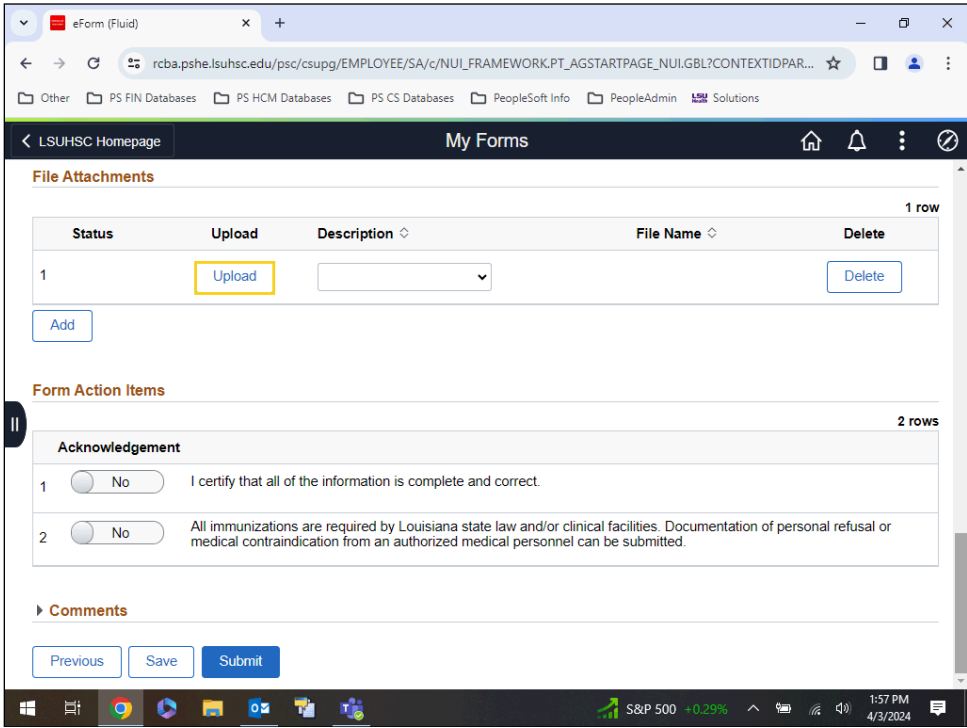 eForm (Fluid)
rcba.pshe.lsuhsc.edu/psc/csupg/EMPLOYEE/SA/c/NUI_FRAMEWORK.PT_AGSTARTPAGE_NUI.GBL?CONTEXTIDPAR...
Other PS FIN Databases PS HCM Databases PS CS Databases PeopleSoft Info PeopleAdmin Solutions
LSUHSC Homepage My Forms
File Attachments
1 row
Status Upload Description File Name Delete
1 Upload Delete
Add
Form Action Items
2 rows
Acknowledgement
1 No I certify that all of the information is complete and correct.
2 No All immunizations are required by Louisiana state law and/or clinical facilities. Documentation of personal refusal or
medical contraindication from an authorized medical personnel can be submitted.
Comments
Previous Save Submit
S&P 500 +0.29% 1:57 PM
4/3/2024